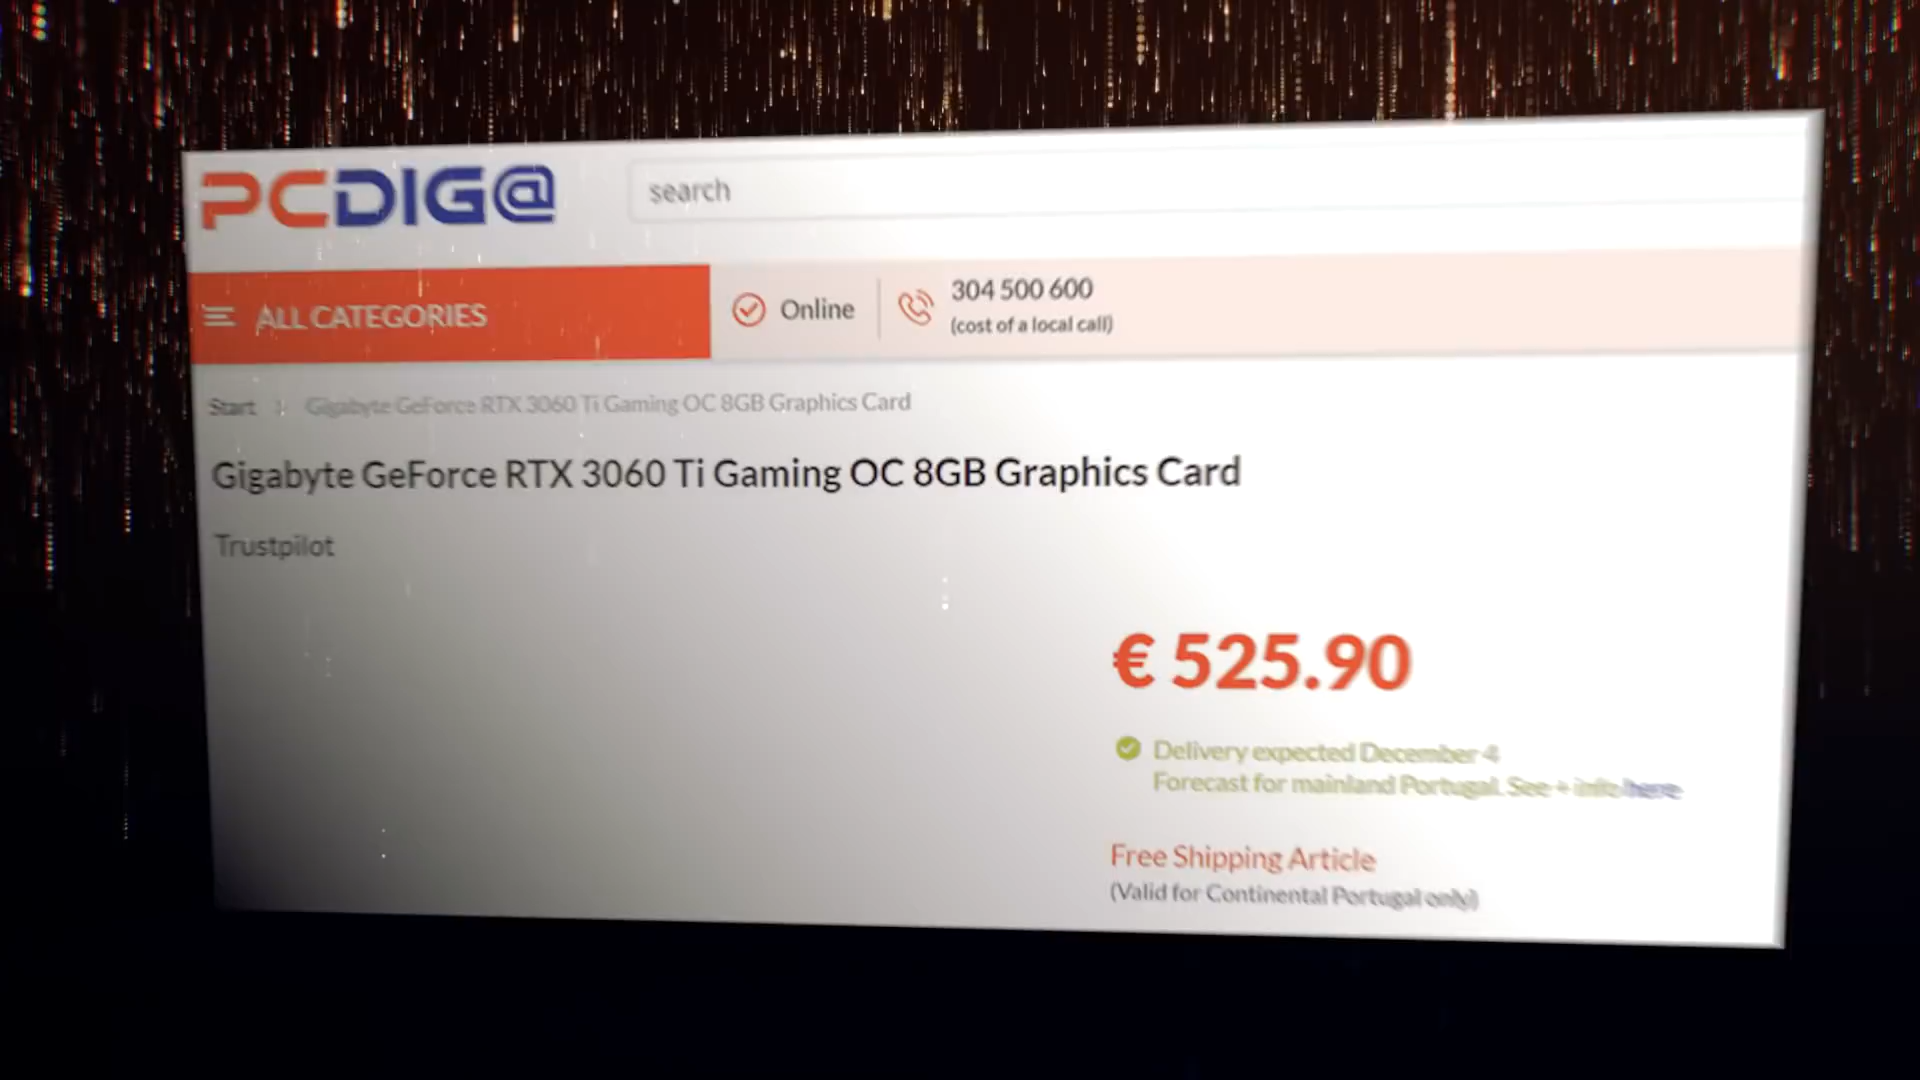 PCDIG@
search
ALL CATEGORIES
Online
304 500 600
(cost of a local call)
Start
Gigabyte GeForce RTX 3060 Ti Gaming OC 8GB Graphics Card
Gigabyte GeForce RTX 3060 Ti Gaming OC 8GB Graphics Card
Trustpilot
€ 525.90
Delivery expected December 4
Forecast for mainland Portugal. See + info here
Free Shipping Article
(Valid for Continental Portugal only)